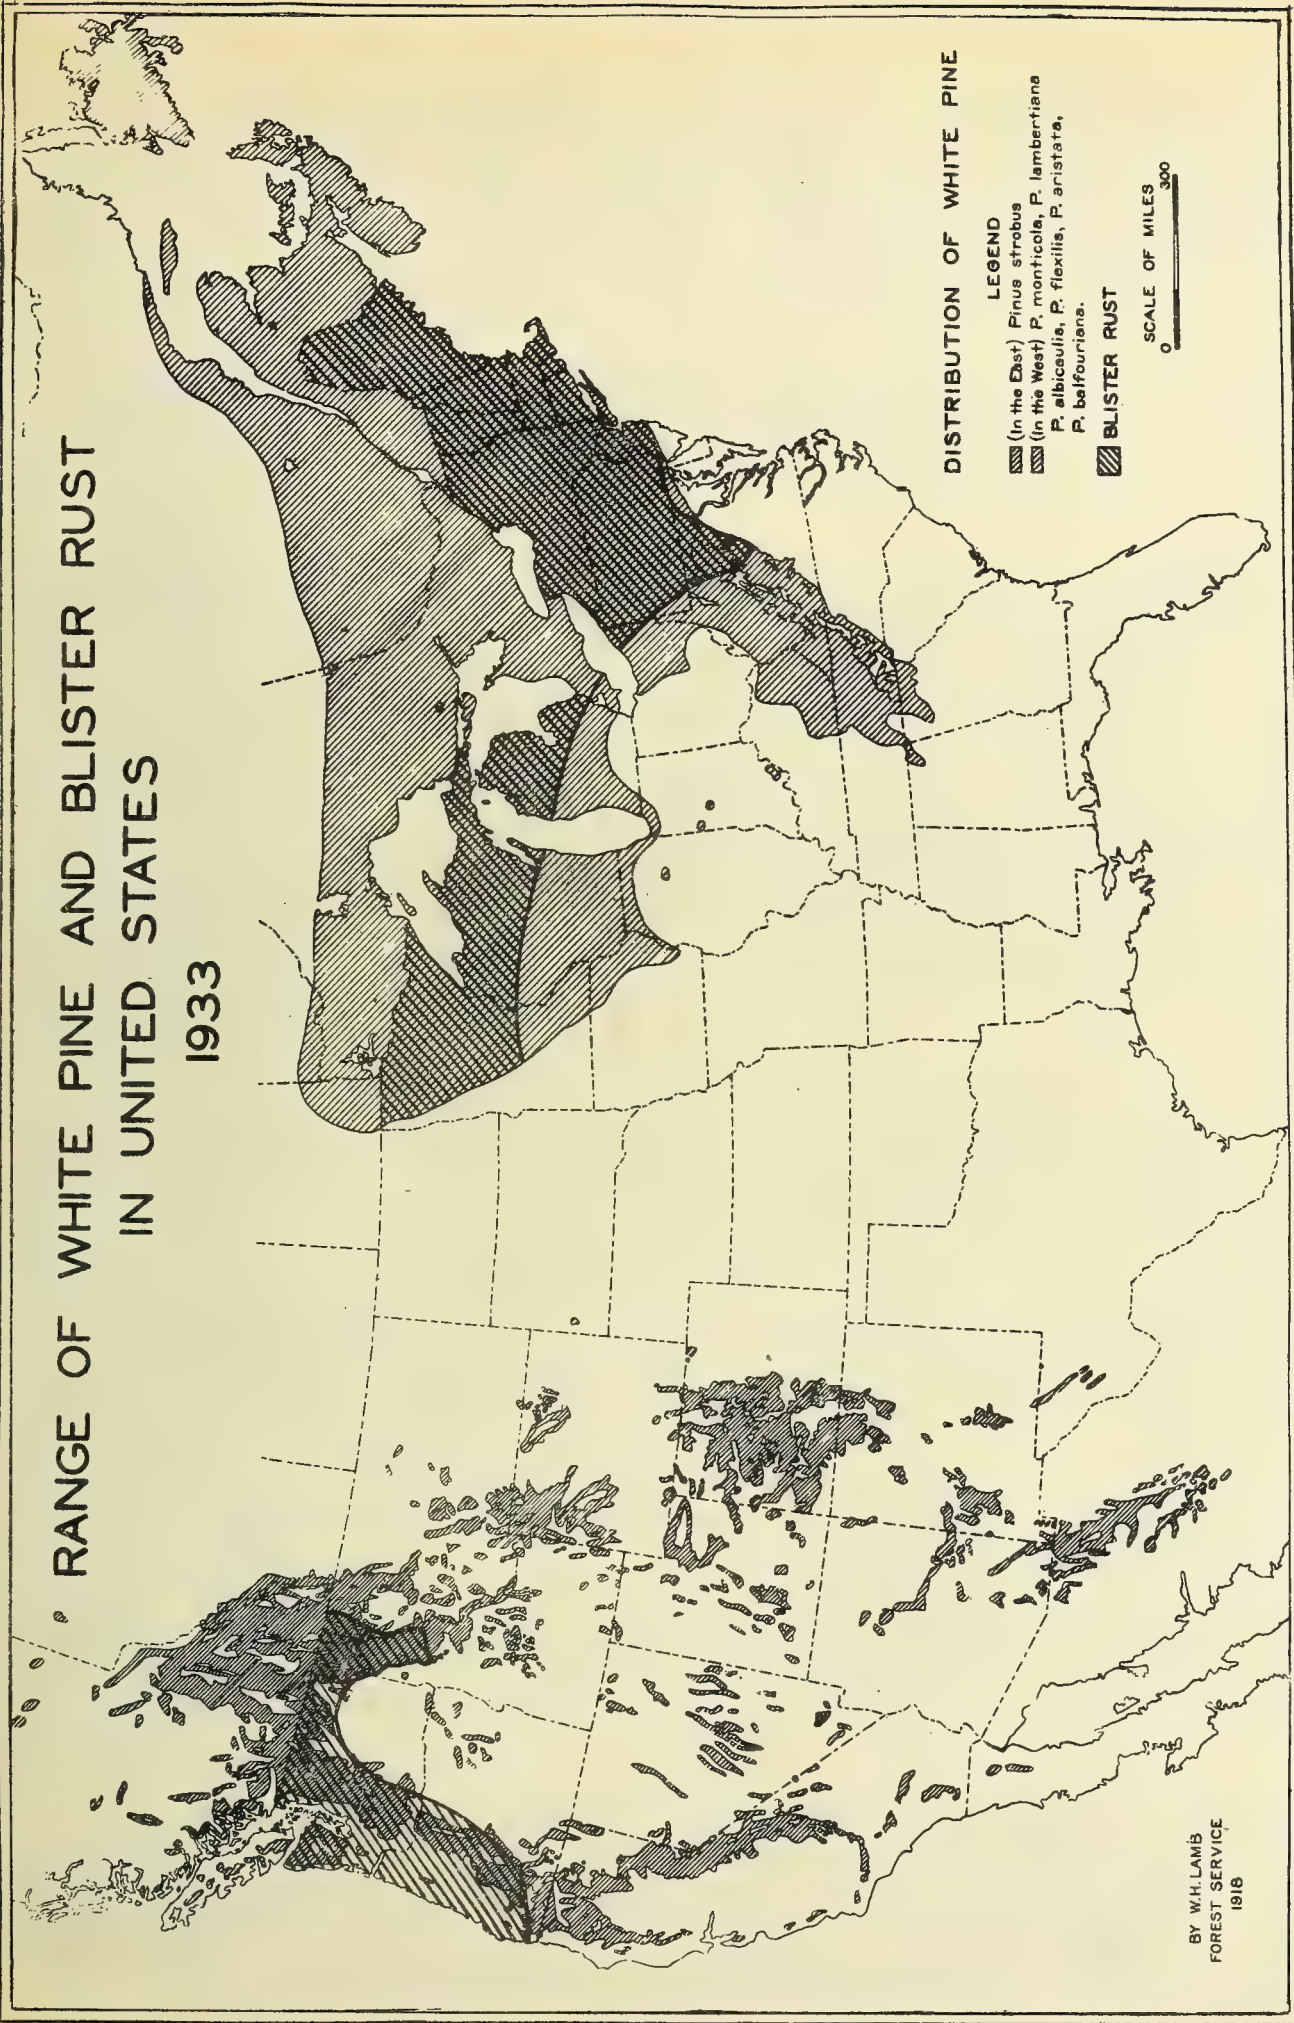 RANGE OF WHITE PINE AND BLISTER RUST
IN UNITED STATES
1933
DISTRIBUTION OF WHITE PINE
LEGEND
(In the East) Pinus strobus
(In the West) P. monticola, P. lambertiana
P. albicaulis, P. flexilis, P. aristata,
P. balfouriana.
BLISTER RUST
SCALE OF MILES
0 300
BY W.H. LAMB
FOREST SERVICE
1918